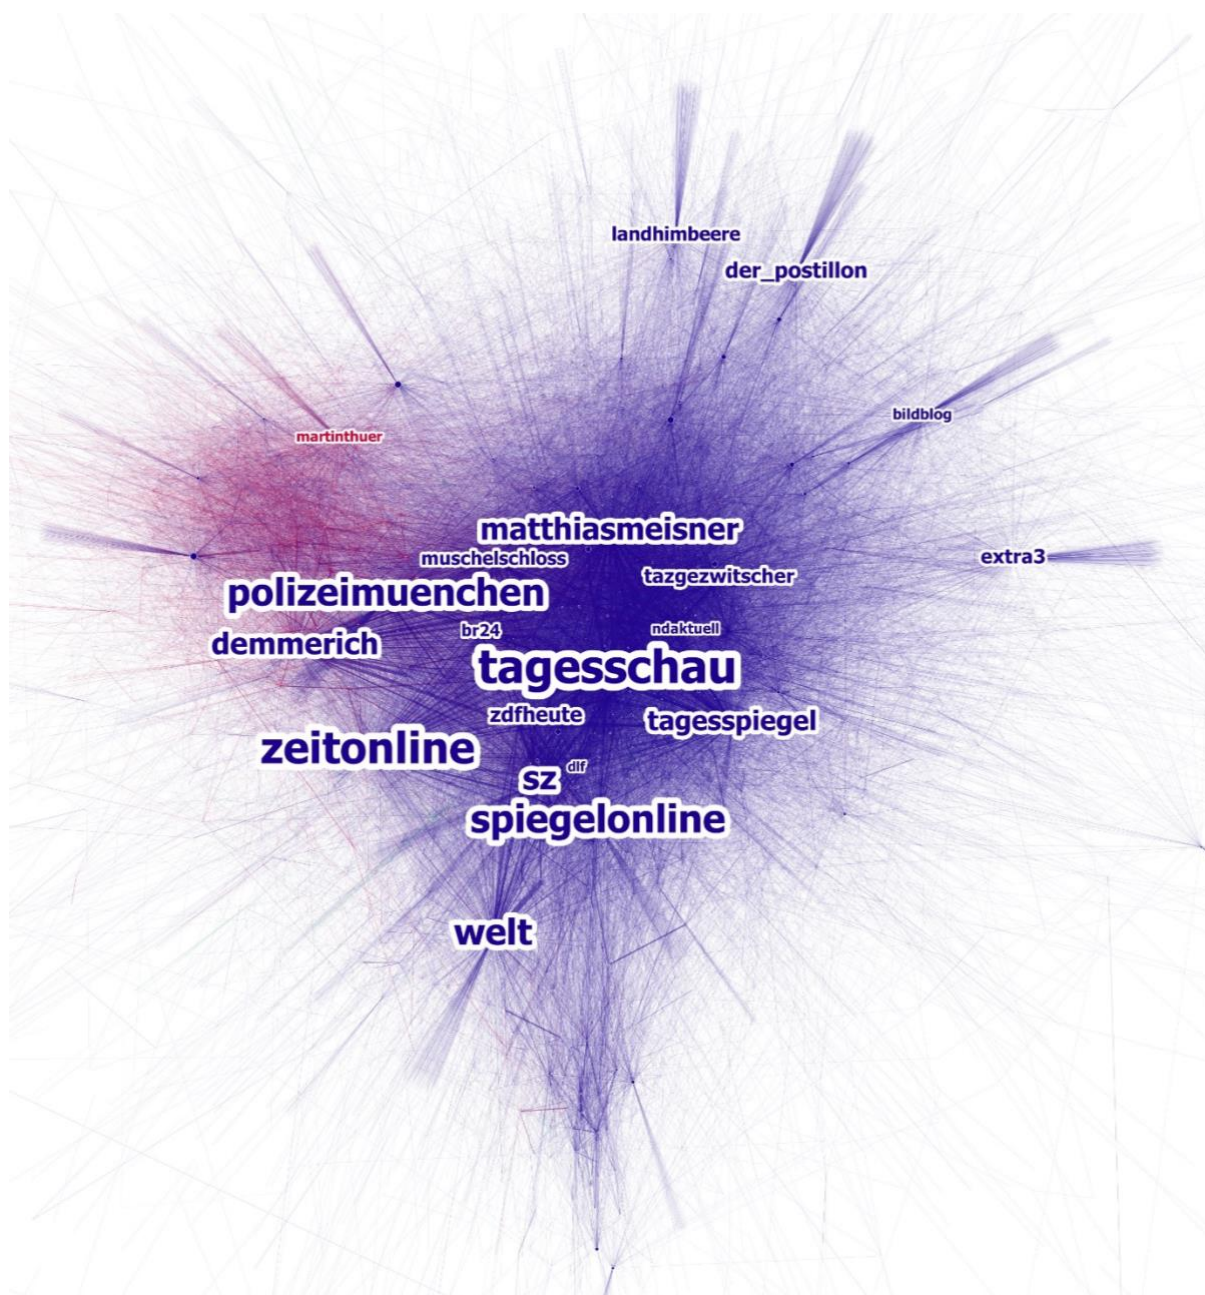 landhimbeere
der_postillon
bildblog
martinthuer
matthiasmeisner
muschelschloss
extra3
tazgezwitscher
polizeimuenchen
br24
ndaktuell
demmerich
tagesschau
zdfheute
tagesspiegel
zeitonline
dlf
sz
spiegelonline
welt